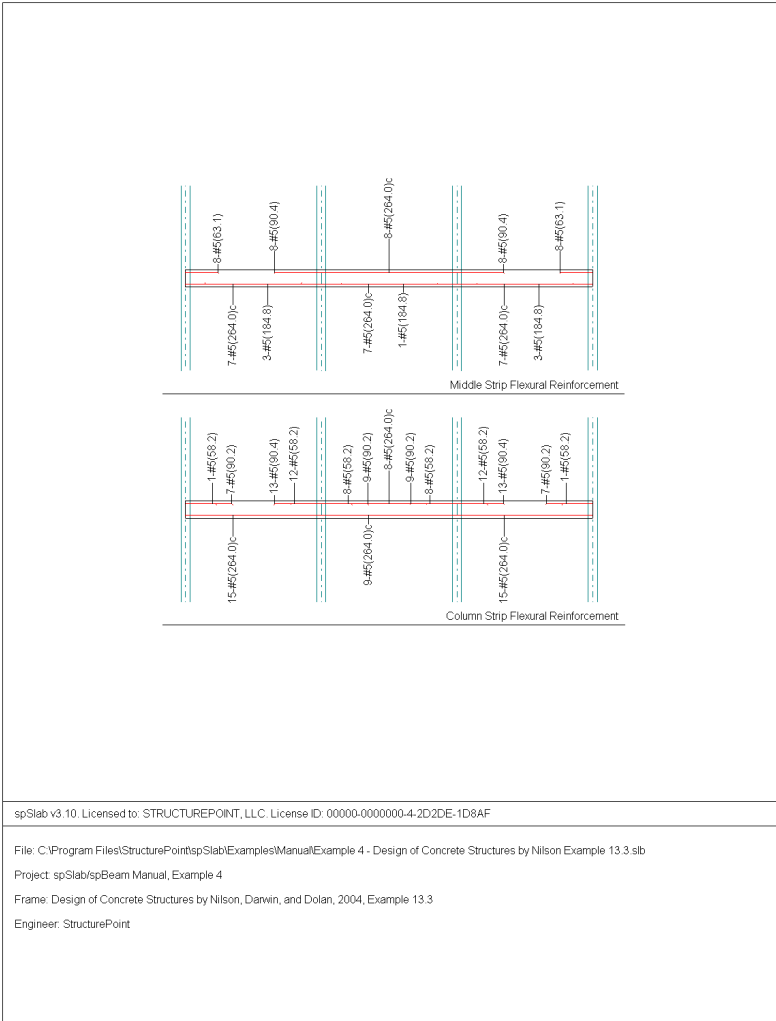 8-#5(63.1)
8-#5(90.4)
8-#5(264.0)c
8-#5(90.4)
8-#5(63.1)
7-#5(264.0)c
3-#5(184.8)
7-#5(264.0)c
1-#5(184.8)
7-#5(264.0)c
3-#5(184.8)
Middle Strip Flexural Reinforcement
1-#5(58.2)
7-#5(90.2)
13-#5(90.4)
12-#5(58.2)
8-#5(58.2)
9-#5(90.2)
8-#5(264.0)c
9-#5(90.2)
8-#5(58.2)
12-#5(58.2)
13-#5(90.4)
7-#5(90.2)
1-#5(58.2)
15-#5(264.0)c
9-#5(264.0)c
15-#5(264.0)c
Column Strip Flexural Reinforcement
spSlab v3.10. Licensed to: STRUCTUREPOINT, LLC. License ID: 00000-0000000-4-2D2DE-1D8AF
File: C:\Program Files\StructurePoint\spSlab\Examples\Manual\Example 4 - Design of Concrete Structures by Nilson Example 13.3.slb
Project: spSlab/spBeam Manual, Example 4
Frame: Design of Concrete Structures by Nilson, Darwin, and Dolan, 2004, Example 13.3
Engineer: StructurePoint